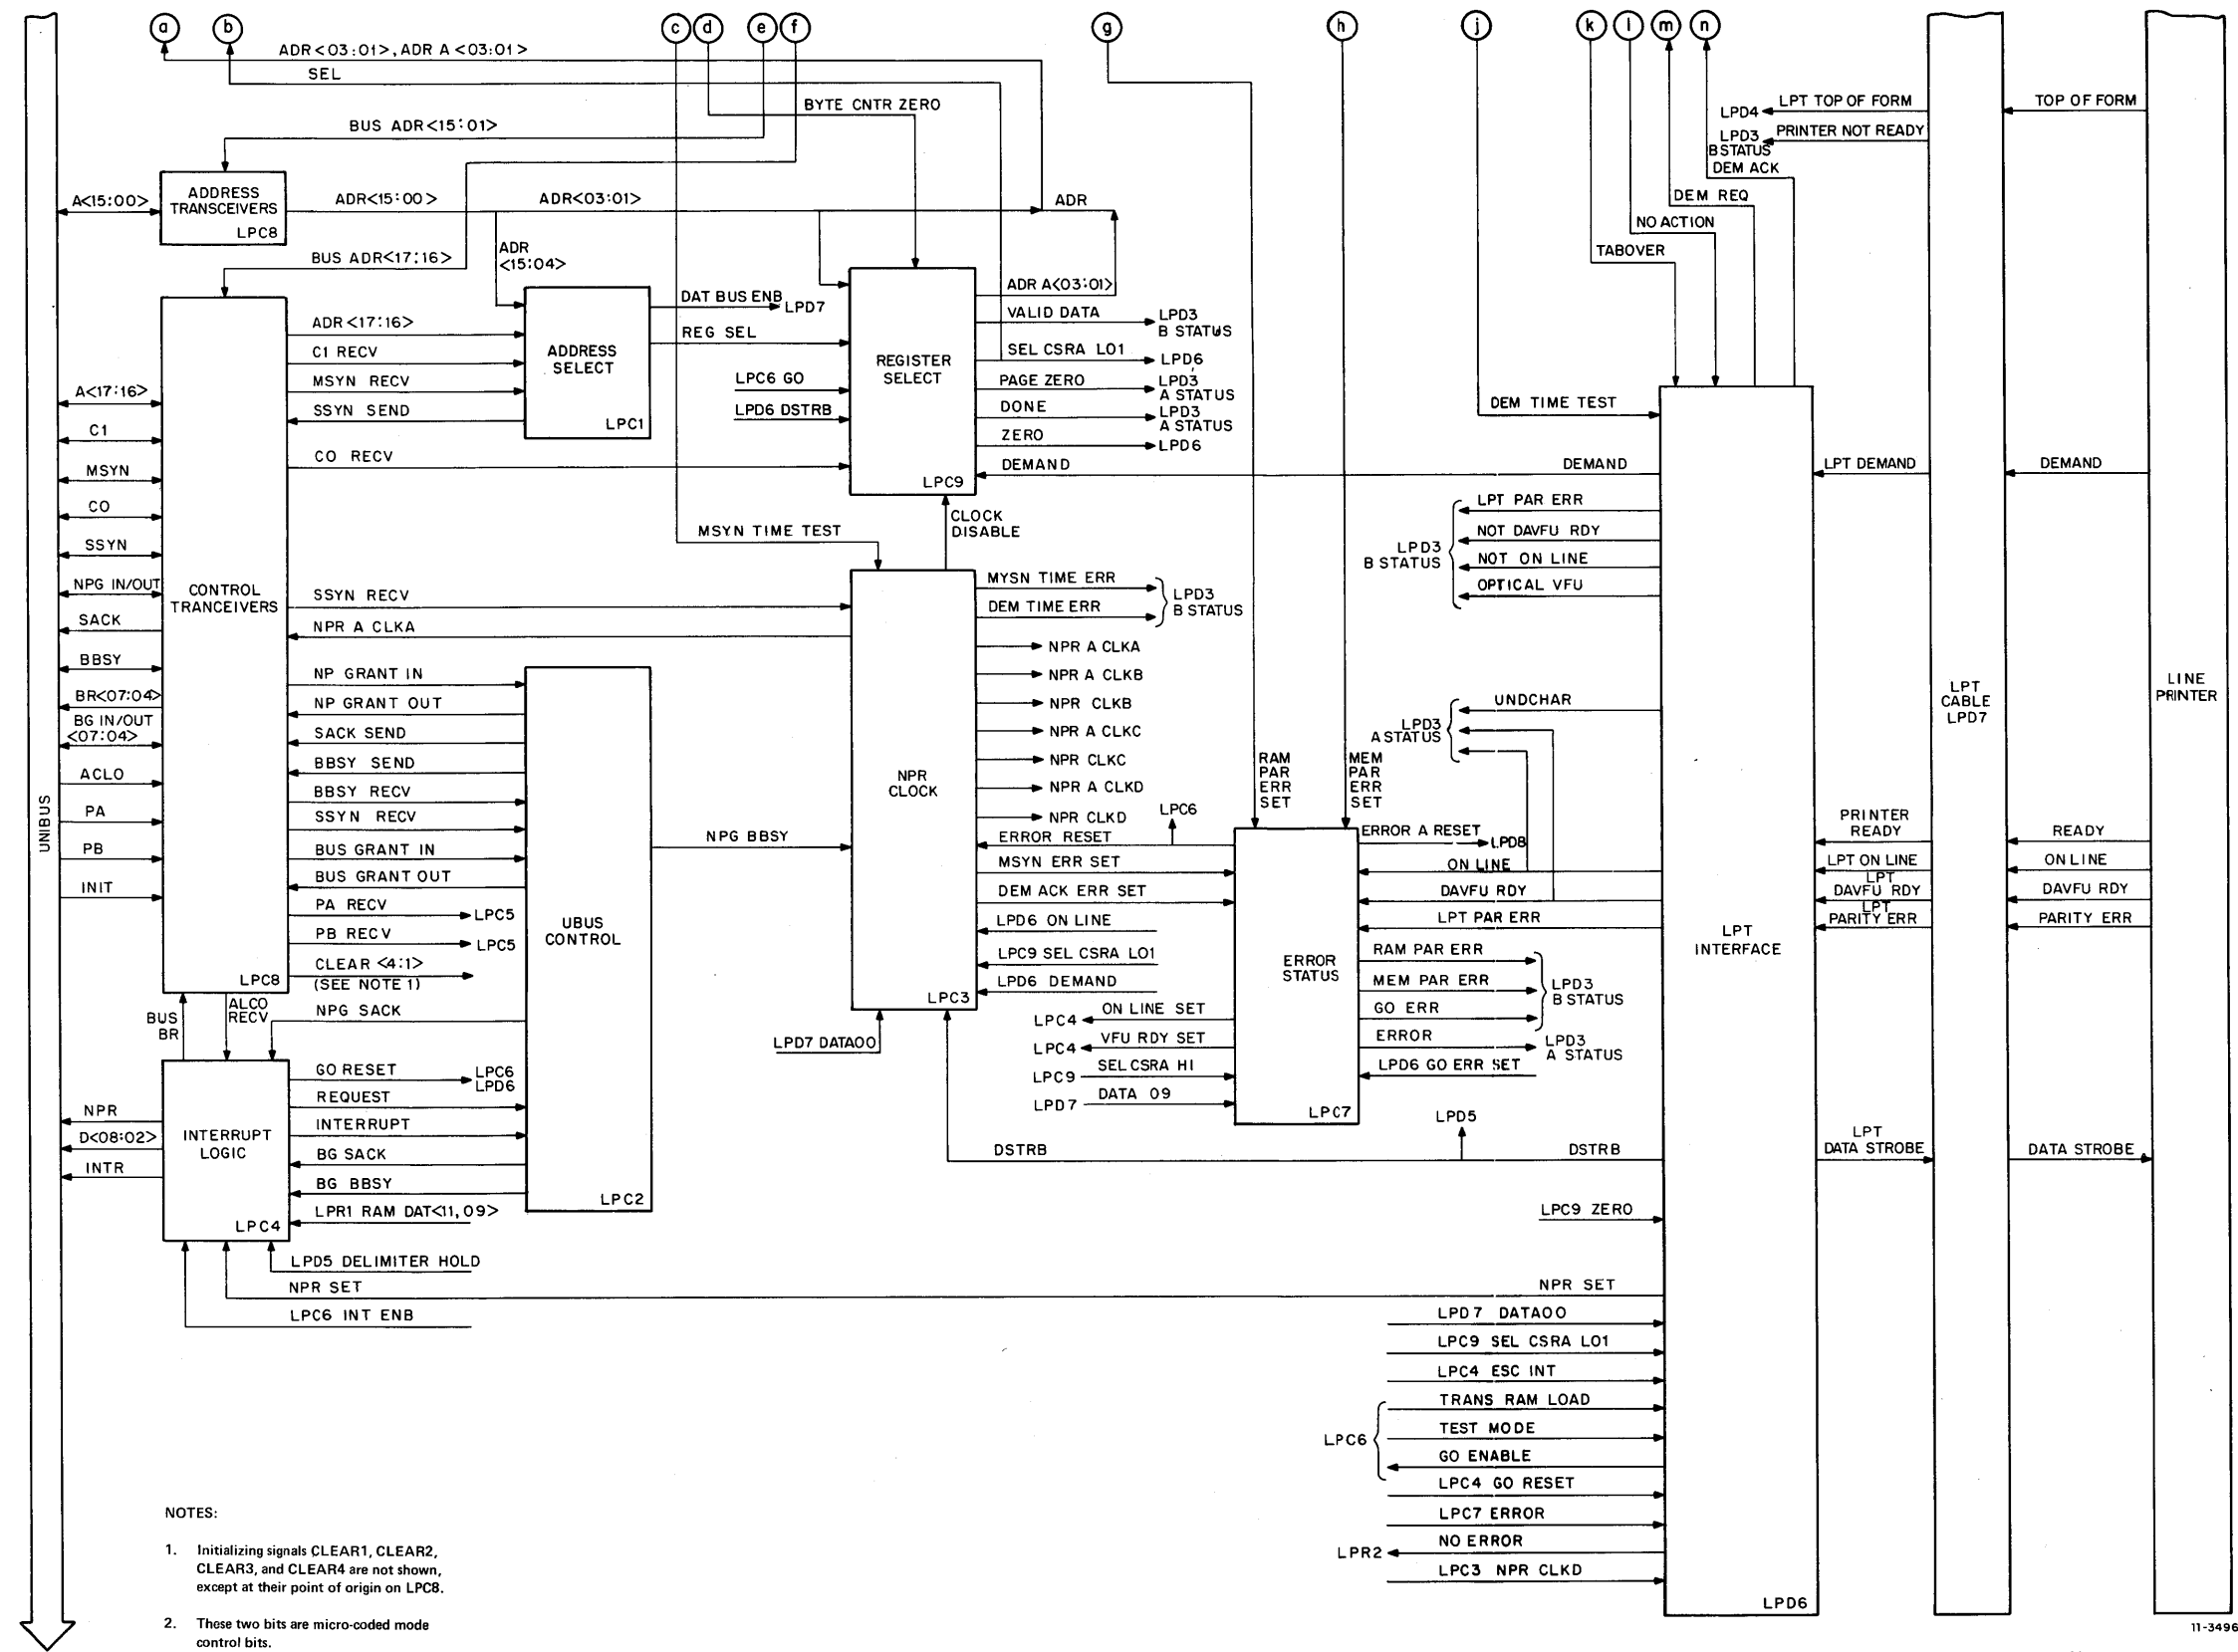 a b c d e f g h j k l m n
ADR<03:01>, ADR A <03:01>
SEL
BYTE CNTR ZERO
BUS ADR<15:01>
LPD4
LPT TOP OF FORM
TOP OF FORM
LPD3
B STATUS
PRINTER NOT READY
DEM ACK
DEM REQ
NO ACTION
TABOVER
A<15:00>
ADDRESS
TRANSCEIVERS
LPC8
ADR<15:00>
ADR<03:01>
ADR
ADR
<15:04>
BUS ADR<17:16>
DAT BUS ENB
LPD7
REG SEL
ADR<17:16>
C1 RECV
MSYN RECV
SSYN SEND
ADDRESS
SELECT
LPC1
LPC6 GO
LPD6 DSTRB
CO RECV
REGISTER
SELECT
LPC9
ADR A<03:01>
VALID DATA
LPD3
B STATUS
SEL CSRA LO1
LPD6
PAGE ZERO
LPD3
A STATUS
DONE
LPD3
A STATUS
ZERO
LPD6
DEMAND
DEM TIME TEST
DEMAND
LPT DEMAND
DEMAND
A<17:16>
C1
MSYN
CO
SSYN
NPG IN/OUT
SACK
BBSY
BR<07:04>
BG IN/OUT
<07:04>
ACLO
PA
PB
INIT
UNIBUS
CONTROL
TRANCEIVERS
LPC8
MSYN TIME TEST
CLOCK
DISABLE
SSYN RECV
NPR A CLKA
NP GRANT IN
NP GRANT OUT
SACK SEND
BBSY SEND
BBSY RECV
SSYN RECV
BUS GRANT IN
BUS GRANT OUT
PA RECV
LPC5
PB RECV
LPC5
CLEAR <4:1>
(SEE NOTE 1)
UBUS
CONTROL
LPC2
NPG BBSY
NPR
CLOCK
LPC3
MYSN TIME ERR
DEM TIME ERR
LPD3
B STATUS
NPR A CLKA
NPR A CLKB
NPR CLKB
NPR A CLKC
NPR CLKC
NPR A CLKD
NPR CLKD
LPC6
ERROR RESET
MSYN ERR SET
DEM ACK ERR SET
LPD6 ON LINE
LPC9 SEL CSRA LO1
LPD6 DEMAND
LPD7 DATA00
LPD3
B STATUS
LPT PAR ERR
NOT DAVFU RDY
NOT ON LINE
OPTICAL VFU
LPD3
A STATUS
UNDCHAR
RAM
PAR
ERR
SET
MEM
PAR
ERR
SET
ERROR A RESET
LPD8
ON LINE
DAVFU RDY
LPT PAR ERR
RAM PAR ERR
MEM PAR ERR
GO ERR
LPD3
B STATUS
ERROR
LPD3
A STATUS
LPD6 GO ERR SET
ERROR
STATUS
LPC7
LPC4
ON LINE SET
LPC4
VFU RDY SET
LPC9
SEL CSRA HI
LPD7
DATA 09
LPT
INTERFACE
LPD6
LPT
CABLE
LPD7
LINE
PRINTER
PRINTER
READY
READY
LPT ON LINE
ON LINE
LPT
DAVFU RDY
DAVFU RDY
LPT
PARITY ERR
PARITY ERR
BUS
BR
ALCO
RECV
NPG SACK
GO RESET
LPC6
LPD6
REQUEST
INTERRUPT
BG SACK
BG BBSY
LPR1 RAM DAT<11,09>
LPD5 DELIMITER HOLD
NPR SET
LPC6 INT ENB
INTERRUPT
LOGIC
LPC4
NPR
D<08:02>
INTR
DSTRB
LPD5
DSTRB
LPT
DATA STROBE
DATA STROBE
LPC9 ZERO
NPR SET
LPD7 DATA00
LPC9 SEL CSRA LO1
LPC4 ESC INT
LPC6
TRANS RAM LOAD
TEST MODE
GO ENABLE
LPC4 GO RESET
LPC7 ERROR
LPR2
NO ERROR
LPC3 NPR CLKD
NOTES:
1. Initializing signals CLEAR1, CLEAR2,
CLEAR3, and CLEAR4 are not shown,
except at their point of origin on LPC8.
2. These two bits are micro-coded mode
control bits.
11-3496